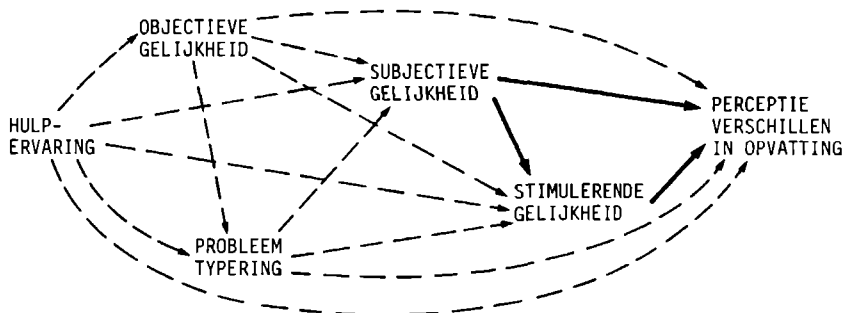 OBJECTIEVE
GELIJKHEID
SUBJECTIEVE
GELIJKHEID
PERCEPTIE
VERSCHILLEN
IN OPVATTING
HULP-
ERVARING
STIMULERENDE
GELIJKHEID
PROBLEEM
TYPERING